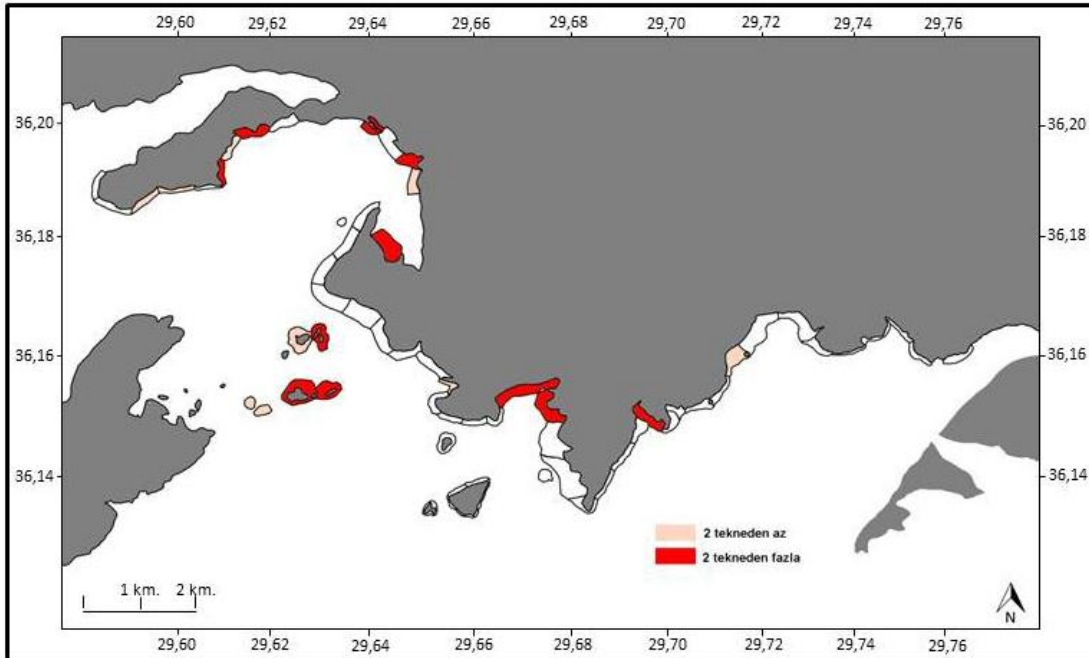 29,60 29,62 29,64 29,66 29,68 29,70 29,72 29,74 29,76
36,20 36,20
36,18 36,18
36,16 36,16
36,14 36,14
2 tekneden az
2 tekneden fazla
1 km. 2 km.
N
29,60 29,62 29,64 29,66 29,68 29,70 29,72 29,74 29,76